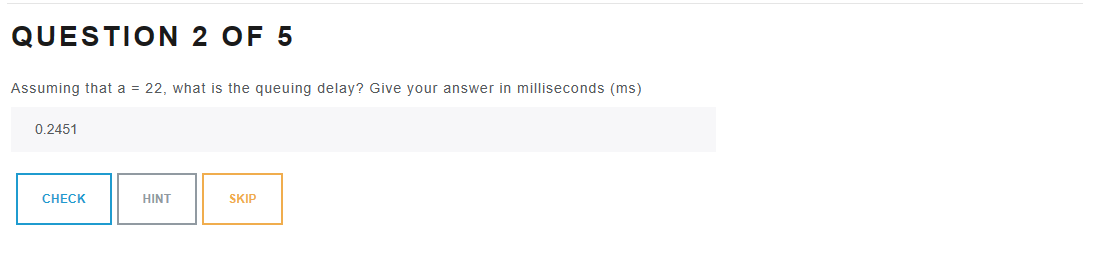 QUESTION 2 OF 5
Assuming that a = 22, what is the queuing delay? Give your answer in milliseconds (ms)
0.2451
CHECK
HINT
SKIP